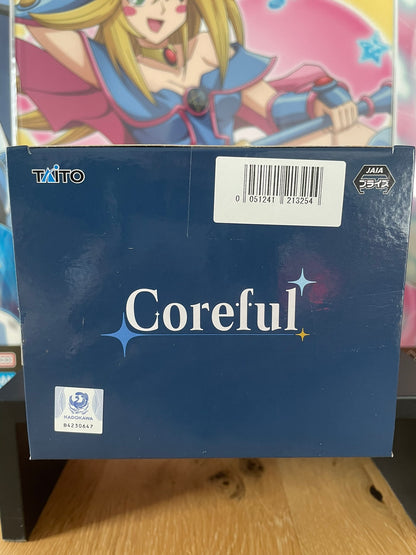 TAITO
0 051241 213254
JAIA
プライズ
Coreful
KADOKAWA
B4230647